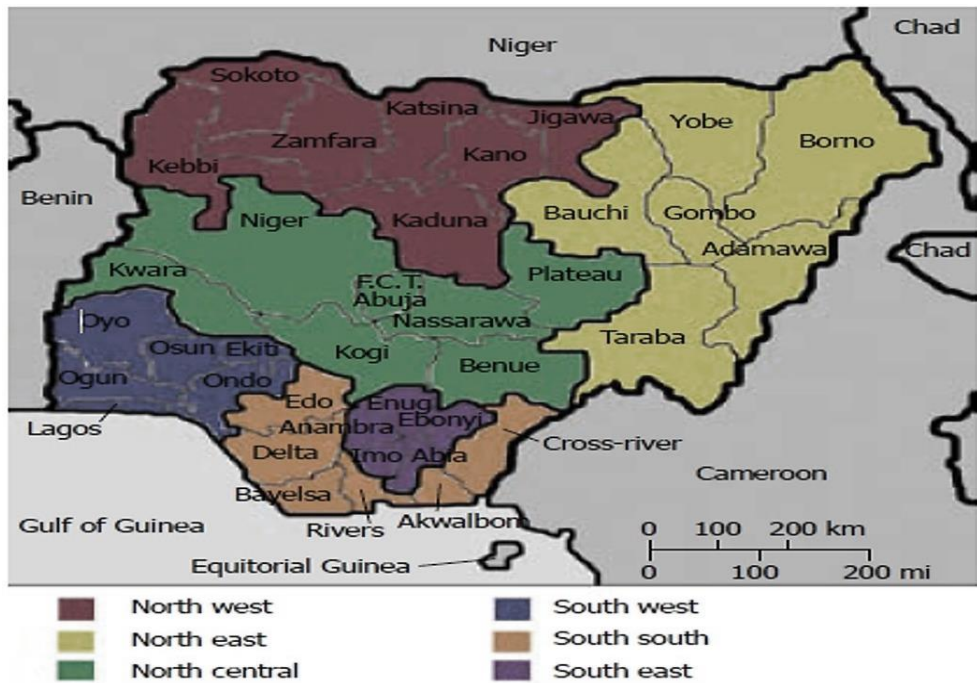 Niger
Chad
Sokoto
Katsina
Jigawa
Yobe
Borno
Zamfara
Kano
Kebbi
Benin
Niger
Kaduna
Bauchi
Gombo
Adamawa
Chad
Kwara
F.C.T.
Abuja
Plateau
Nassarawa
Oyo
Osun
Ekiti
Kogi
Benue
Taraba
Ogun
Ondo
Lagos
Edo
Enug
Anambra
Ebonyi
Cross-river
Delta
Imo
Abia
Cameroon
Bayelsa
Gulf of Guinea
Rivers
Akwalbom
Equitorial Guinea
0 100 200 km
0 100 200 mi
North west
North east
North central
South west
South south
South east